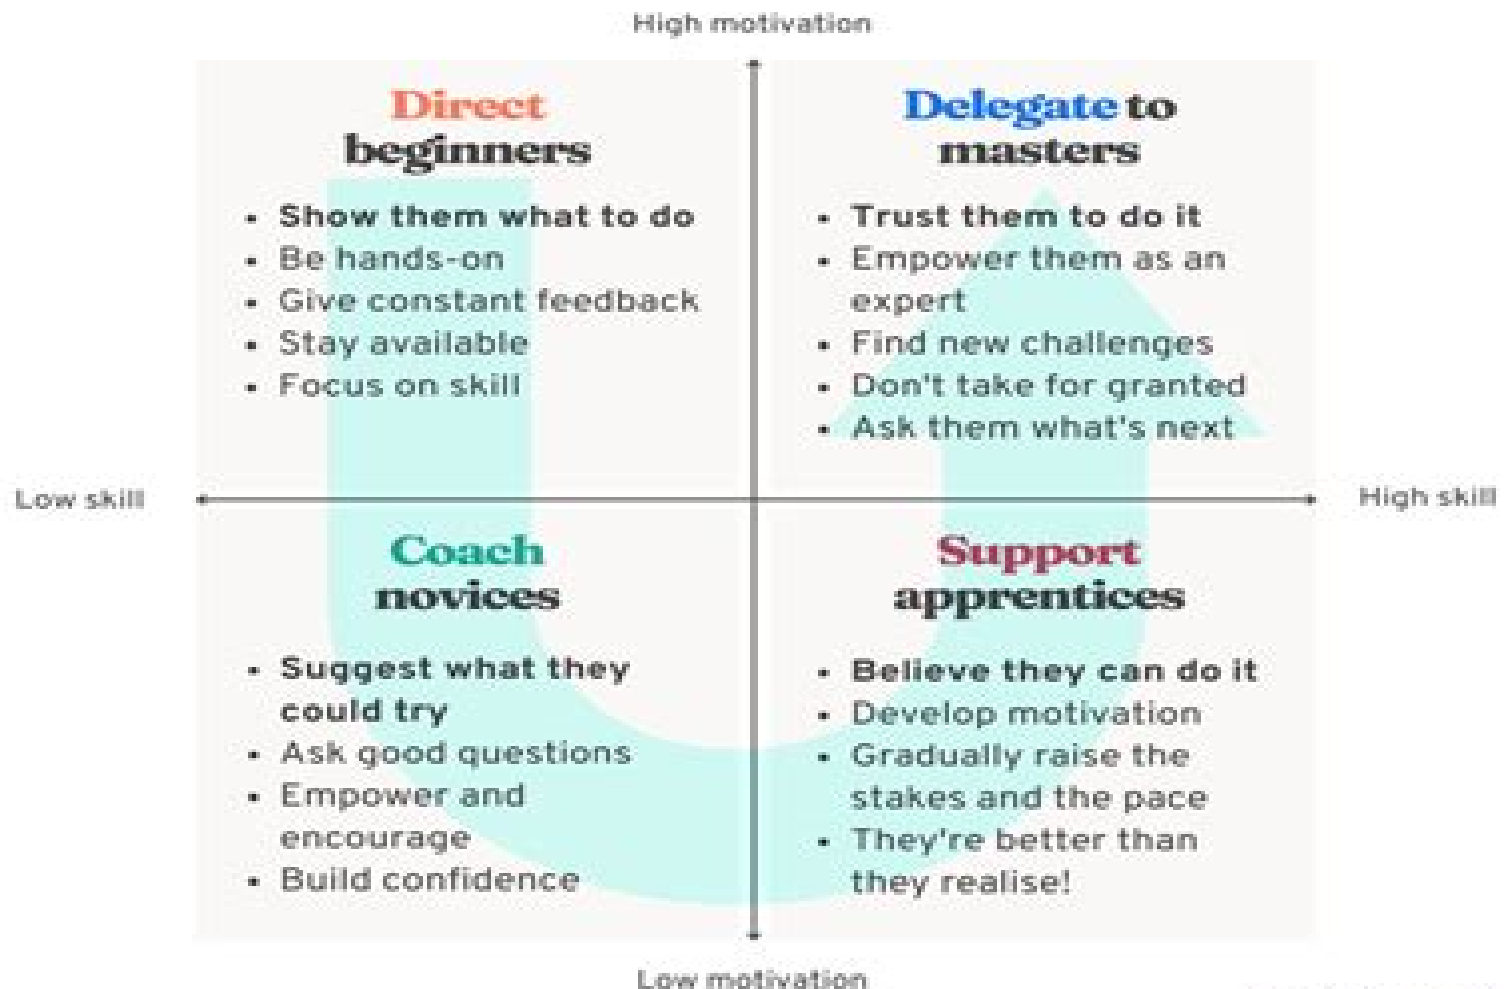 High motivation
Direct
beginners
• Show them what to do
• Be hands-on
• Give constant feedback
• Stay available
• Focus on skill
Delegate to
masters
• Trust them to do it
• Empower them as an
expert
• Find new challenges
• Don't take for granted
• Ask them what's next
Low skill
High skill
Coach
novices
• Suggest what they
could try
• Ask good questions
• Empower and
encourage
• Build confidence
Support
apprentices
• Believe they can do it
• Develop motivation
• Gradually raise the
stakes and the pace
• They're better than
they realise!
Low motivation